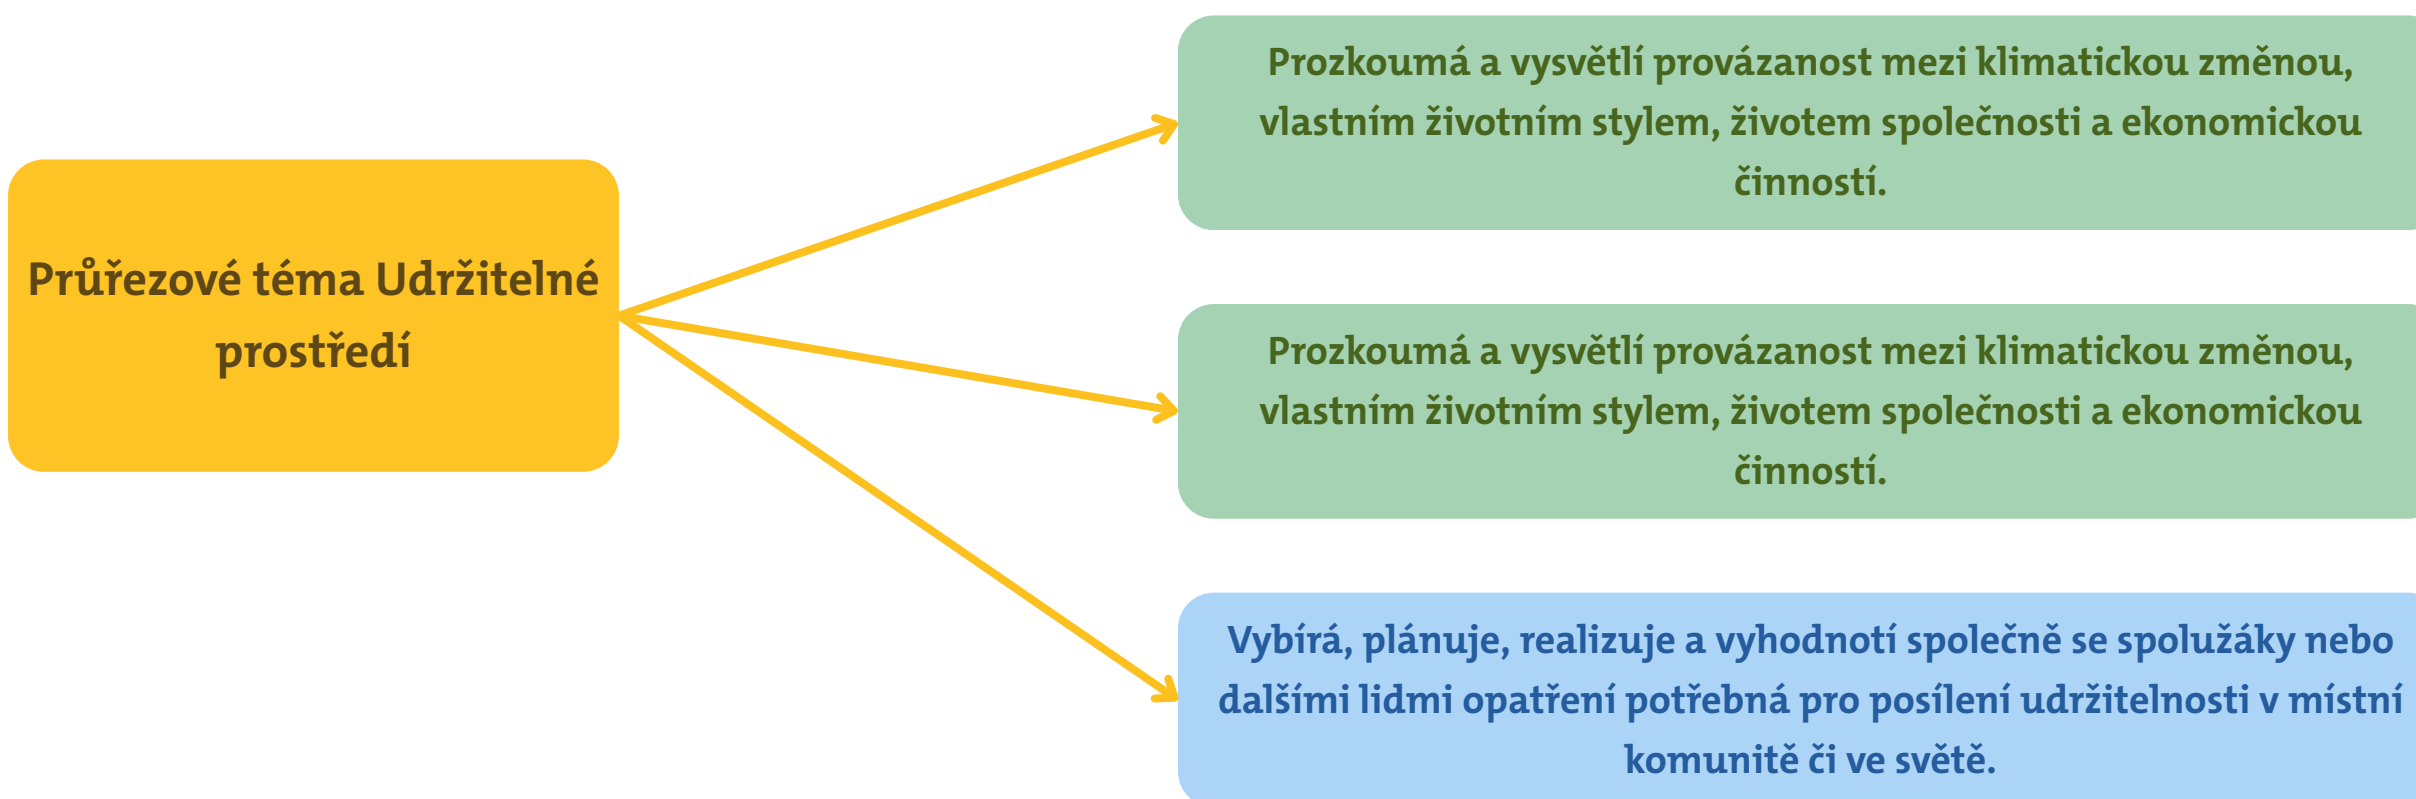 Průřezové téma Udržitelné
prostředí
Prozkoumá a vysvětlí provázanost mezi klimatickou změnou,
vlastním životním stylem, životem společnosti a ekonomickou
činností.
Prozkoumá a vysvětlí provázanost mezi klimatickou změnou,
vlastním životním stylem, životem společnosti a ekonomickou
činností.
Vybírá, plánuje, realizuje a vyhodnotí společně se spolužáky nebo
dalšími lidmi opatření potřebná pro posílení udržitelnosti v místní
komunitě či ve světě.